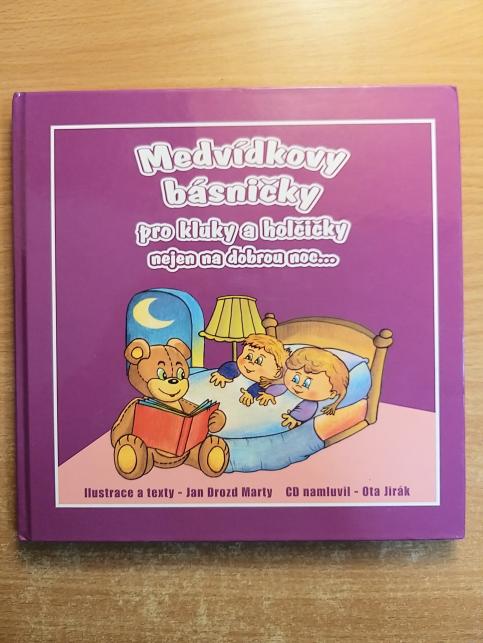 Medvídkovy
básničky
pro kluky a holčičky
nejen na dobrou noc...
Ilustrace a texty - Jan Drozd Marty CD namluvil - Ota Jirák